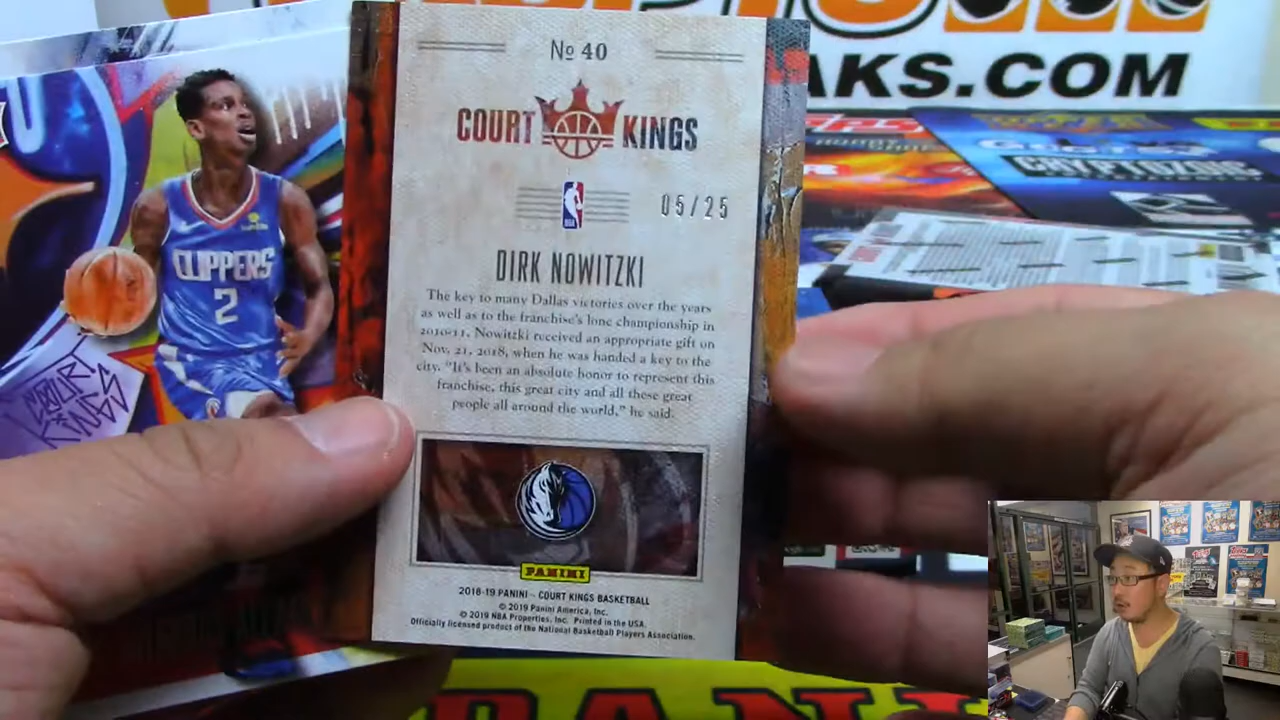 AKS.COM
CRYPTOZOIC
CLIPPERS
2
COURT
KINGS
№ 40
COURT KINGS
NBA
05/25
DIRK NOWITZKI
The key to many Dallas victories over the years
as well as to the franchise's lone championship in
2010-11. Nowitzki received an appropriate gift on
Nov. 21, 2018, when he was handed a key to the
city. "It's been an absolute honor to represent this
franchise, this great city and all these great
people all around the world," he said.
PANINI
2018-19 PANINI – COURT KINGS BASKETBALL
© 2019 Panini America, Inc.
© 2019 NBA Properties, Inc. Printed in the USA.
Officially licensed product of the National Basketball Players Association.
PANINI